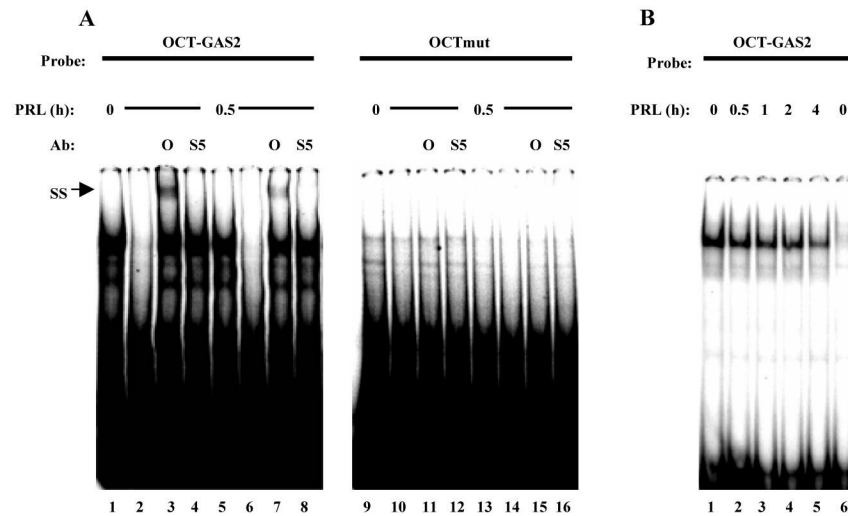 A B
OCT-GAS2 OCTmut OCT-GAS2
Probe: Probe:
PRL (h): 0 0.5 0 0.5 PRL (h): 0 0.5 1 2 4 0
Ab: O S5 O S5 O S5 O S5
SS
1 2 3 4 5 6 7 8 9 10 11 12 13 14 15 16 1 2 3 4 5 6